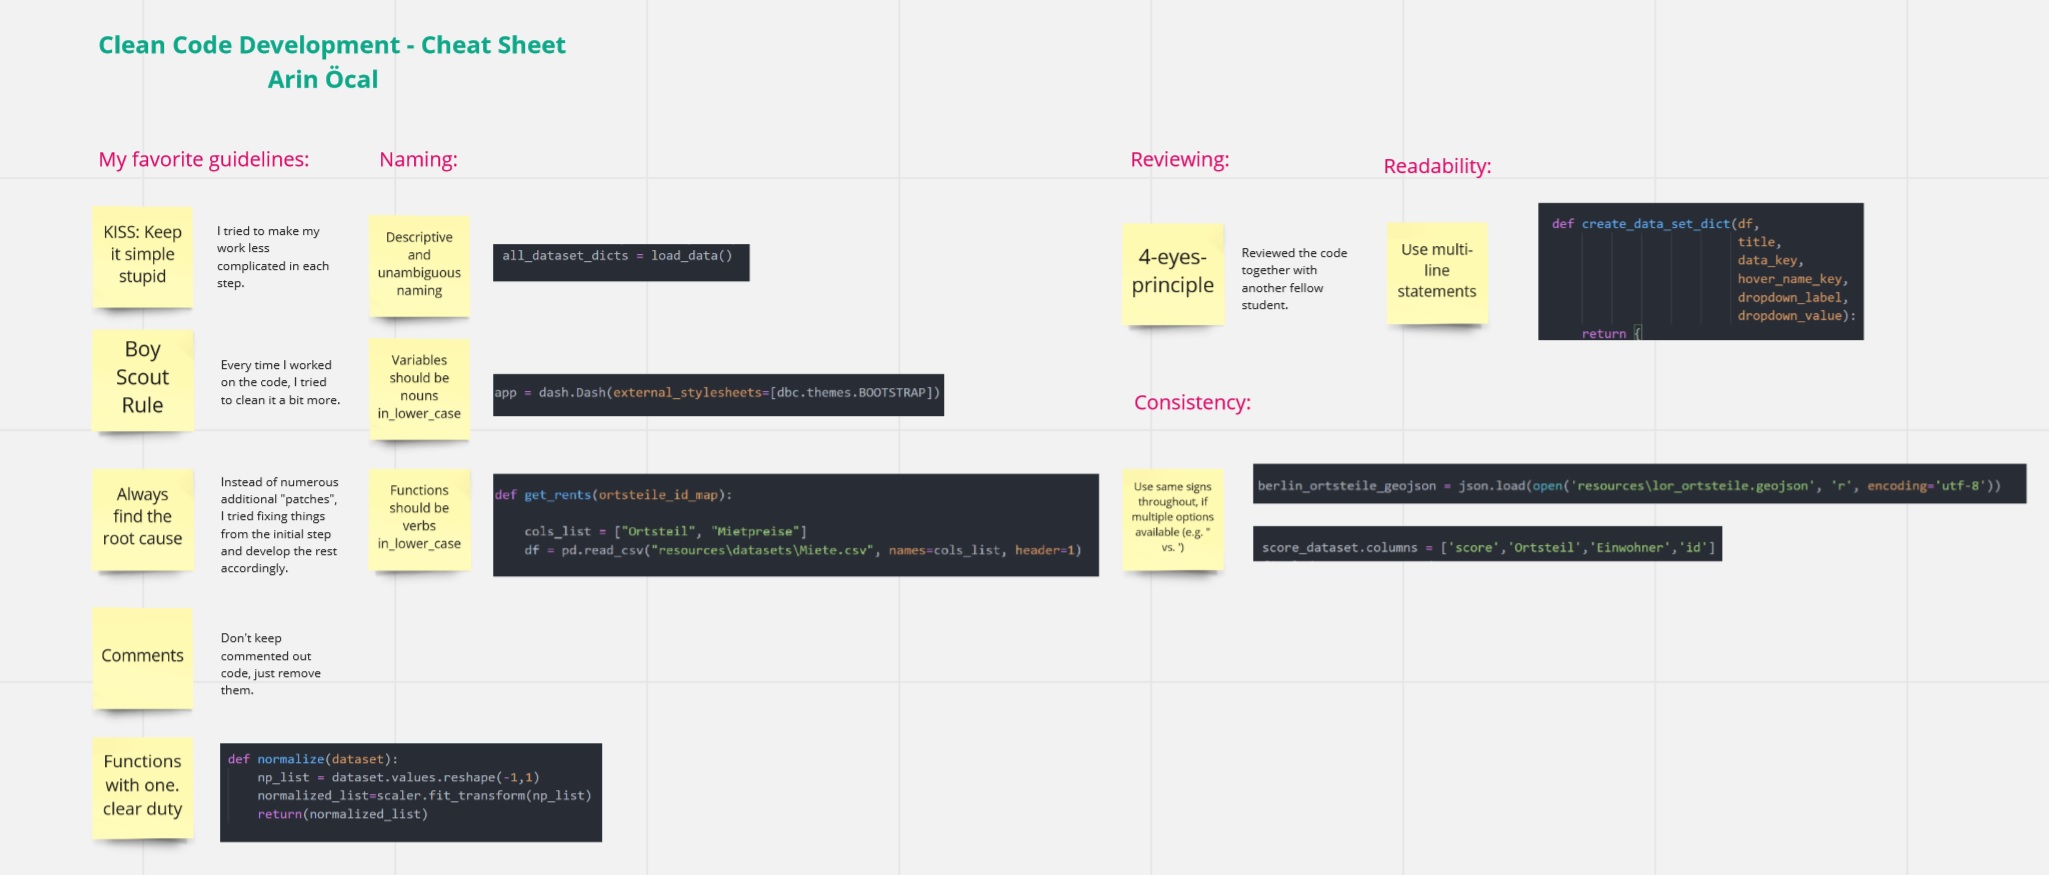 Clean Code Development - Cheat Sheet
Arin Öcal
My favorite guidelines:
KISS: Keep
it simple
stupid
I tried to make my
work less
complicated in each
step.
Boy
Scout
Rule
Every time I worked
on the code, I tried
to clean it a bit more.
Always
find the
root cause
Instead of numerous
additional "patches",
I tried fixing things
from the initial step
and develop the rest
accordingly.
Comments
Don't keep
commented out
code, just remove
them.
Functions
with one.
clear duty
def normalize(dataset):
    np_list = dataset.values.reshape(-1,1)
    normalized_list=scaler.fit_transform(np_list)
    return(normalized_list)
Naming:
Descriptive
and
unambiguous
naming
all_dataset_dicts = load_data()
Variables
should be
nouns
in_lower_case
app = dash.Dash(external_stylesheets=[dbc.themes.BOOTSTRAP])
Functions
should be
verbs
in_lower_case
def get_rents(ortsteile_id_map):
    cols_list = ["Ortsteil", "Mietpreise"]
    df = pd.read_csv("resources\datasets\Miete.csv", names=cols_list, header=1)
Reviewing:
4-eyes-
principle
Reviewed the code
together with
another fellow
student.
Readability:
Use multi-
line
statements
def create_data_set_dict(df,
                         title,
                         data_key,
                         hover_name_key,
                         dropdown_label,
                         dropdown_value):
    return {
Consistency:
Use same signs
throughout, if
multiple options
available (e.g. "
vs. ')
berlin_ortsteile_geojson = json.load(open('resources\lor_ortsteile.geojson', 'r', encoding='utf-8'))
score_dataset.columns = ['score','Ortsteil','Einwohner','id']